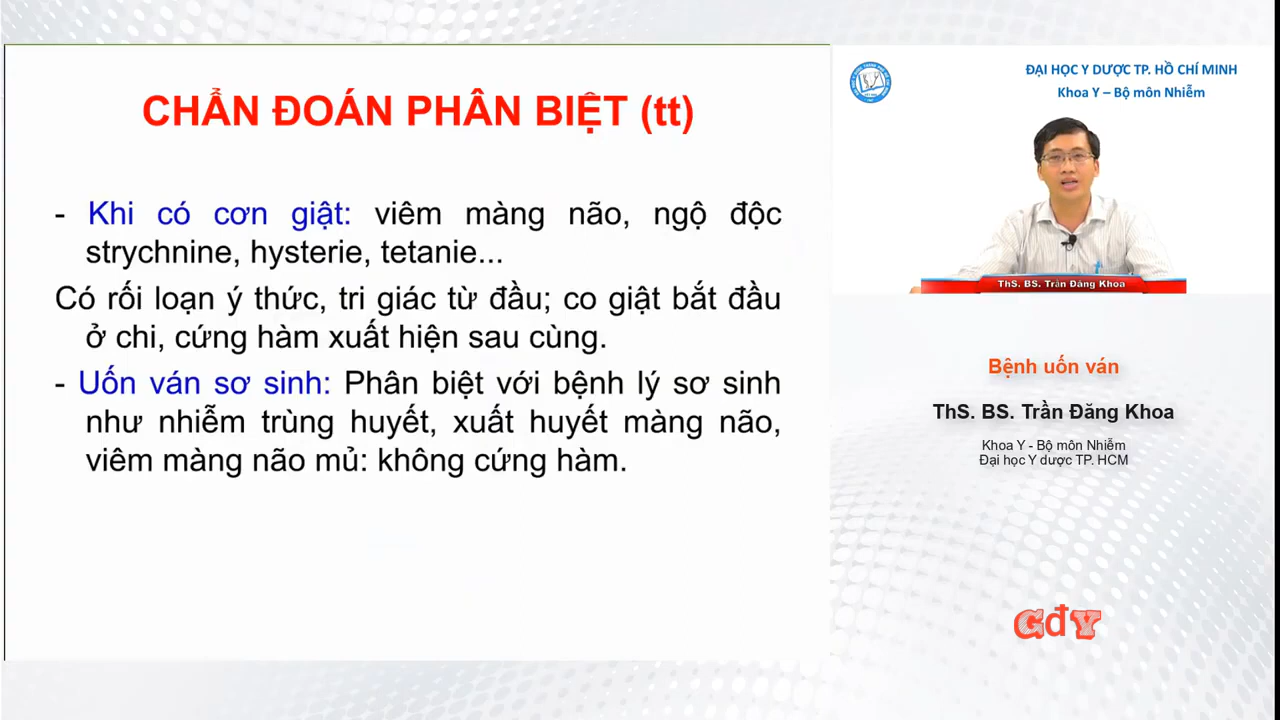 CHẨN ĐOÁN PHÂN BIỆT (tt)
- Khi có cơn giật: viêm màng não, ngộ độc
strychnine, hysterie, tetanie...
Có rối loạn ý thức, tri giác từ đầu; co giật bắt đầu
ở chi, cứng hàm xuất hiện sau cùng.
- Uốn ván sơ sinh: Phân biệt với bệnh lý sơ sinh
như nhiễm trùng huyết, xuất huyết màng não,
viêm màng não mủ: không cứng hàm.
ĐẠI HỌC Y DƯỢC TP. HỒ CHÍ MINH
Khoa Y – Bộ môn Nhiễm
ThS. BS. Trần Đăng Khoa
Bệnh uốn ván
ThS. BS. Trần Đăng Khoa
Khoa Y - Bộ môn Nhiễm
Đại học Y dược TP. HCM
GđY